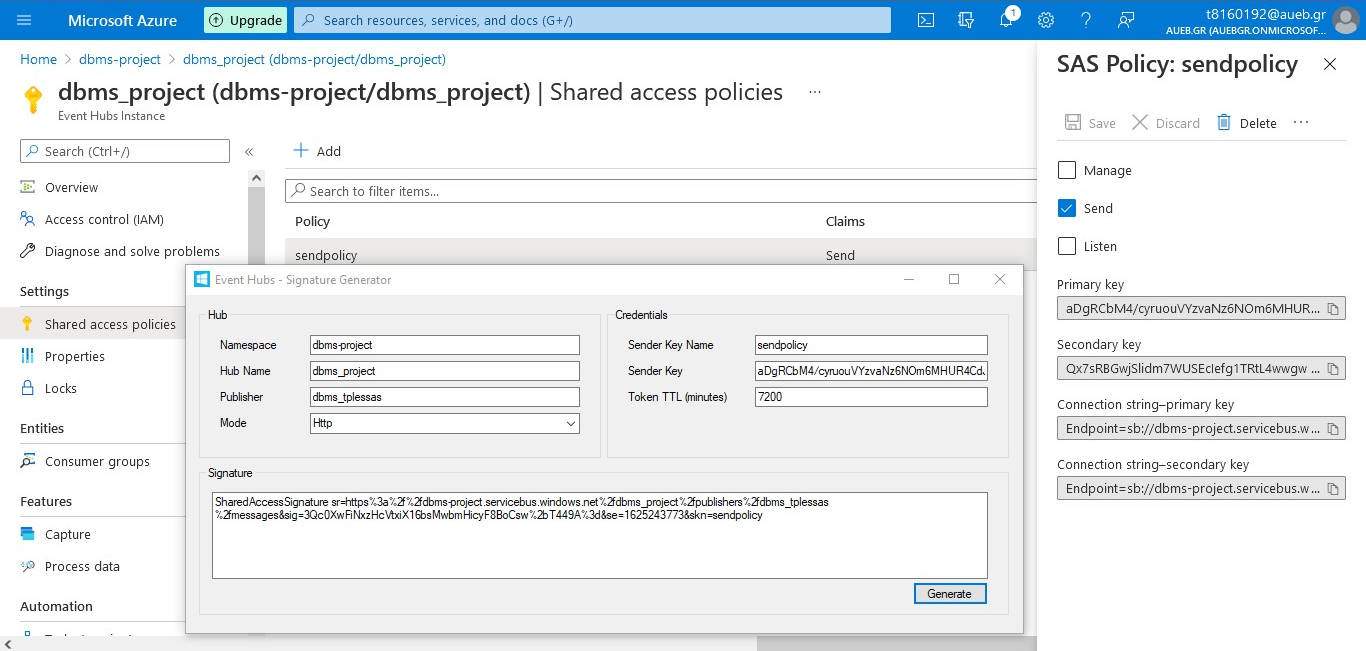 Microsoft Azure
Upgrade
Search resources, services, and docs (G+/)
1
t8160192@aueb.gr
AUEB.GR (AUEBGR.ONMICROSOF...
Home > dbms-project > dbms_project (dbms-project/dbms_project)
dbms_project (dbms-project/dbms_project) | Shared access policies ...
Event Hubs Instance
Search (Ctrl+/)
«
Overview
Access control (IAM)
Diagnose and solve problems
Settings
Shared access policies
Properties
Locks
Entities
Consumer groups
Features
Capture
Process data
Automation
Add
Search to filter items...
Policy Claims
sendpolicy Send
Event Hubs - Signature Generator
Hub
Namespace dbms-project
Hub Name dbms_project
Publisher dbms_tplessas
Mode Http
Credentials
Sender Key Name sendpolicy
Sender Key aDgRCbM4/cyruouVYzvaNz6NOm6MHUR4Cd
Token TTL (minutes) 7200
Signature
SharedAccessSignature sr=https%3a%2f%2fdbms-project.servicebus.windows.net%2fdbms_project%2fpublishers%2fdbms_tplessas
%2fmessages&sig=3Qc0XwFiNxzHcVtxiX16bsMwbmHicyF8BoCsw%2bT449A%3d&se=1625243773&skn=sendpolicy
Generate
SAS Policy: sendpolicy
Save Discard Delete ...
Manage
Send
Listen
Primary key
aDgRCbM4/cyruouVYzvaNz6NOm6MHUR...
Secondary key
Qx7sRBGwjSlidm7WUSEcIefg1TRtL4wwgw ...
Connection string–primary key
Endpoint=sb://dbms-project.servicebus.w...
Connection string–secondary key
Endpoint=sb://dbms-project.servicebus.w...